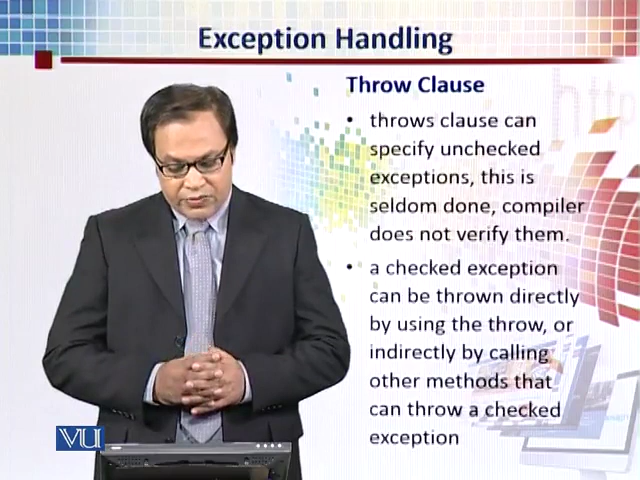 Exception Handling
Throw Clause
• throws clause can
specify unchecked
exceptions, this is
seldom done, compiler
does not verify them.
• a checked exception
can be thrown directly
by using the throw, or
indirectly by calling
other methods that
can throw a checked
exception
VU
http